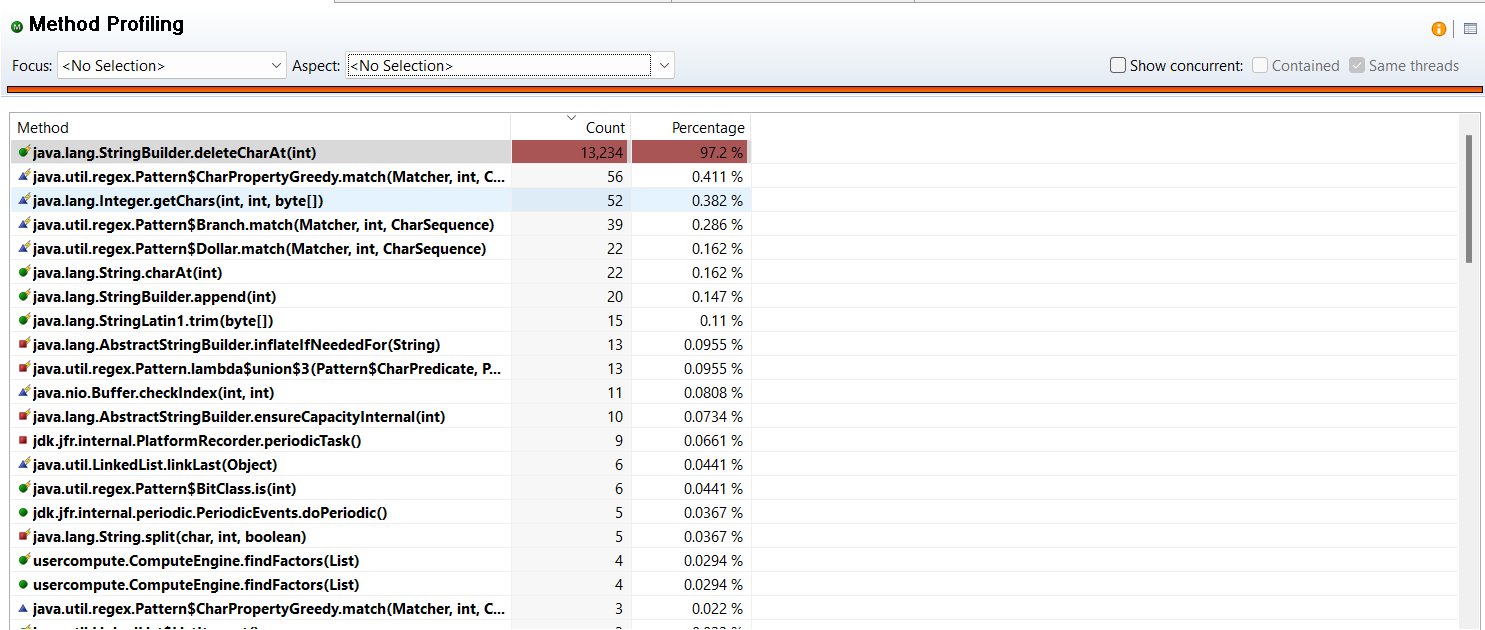 Method Profiling
Focus: <No Selection> Aspect: <No Selection> Show concurrent: Contained Same threads
Method Count Percentage
java.lang.StringBuilder.deleteCharAt(int) 13,234 97.2 %
java.util.regex.Pattern$CharPropertyGreedy.match(Matcher, int, C... 56 0.411 %
java.lang.Integer.getChars(int, int, byte[]) 52 0.382 %
java.util.regex.Pattern$Branch.match(Matcher, int, CharSequence) 39 0.286 %
java.util.regex.Pattern$Dollar.match(Matcher, int, CharSequence) 22 0.162 %
java.lang.String.charAt(int) 22 0.162 %
java.lang.StringBuilder.append(int) 20 0.147 %
java.lang.StringLatin1.trim(byte[]) 15 0.11 %
java.lang.AbstractStringBuilder.inflateIfNeededFor(String) 13 0.0955 %
java.util.regex.Pattern.lambda$union$3(Pattern$CharPredicate, P... 13 0.0955 %
java.nio.Buffer.checkIndex(int, int) 11 0.0808 %
java.lang.AbstractStringBuilder.ensureCapacityInternal(int) 10 0.0734 %
jdk.jfr.internal.PlatformRecorder.periodicTask() 9 0.0661 %
java.util.LinkedList.linkLast(Object) 6 0.0441 %
java.util.regex.Pattern$BitClass.is(int) 6 0.0441 %
jdk.jfr.internal.periodic.PeriodicEvents.doPeriodic() 5 0.0367 %
java.lang.String.split(char, int, boolean) 5 0.0367 %
usercompute.ComputeEngine.findFactors(List) 4 0.0294 %
usercompute.ComputeEngine.findFactors(List) 4 0.0294 %
java.util.regex.Pattern$CharPropertyGreedy.match(Matcher, int, C... 3 0.022 %